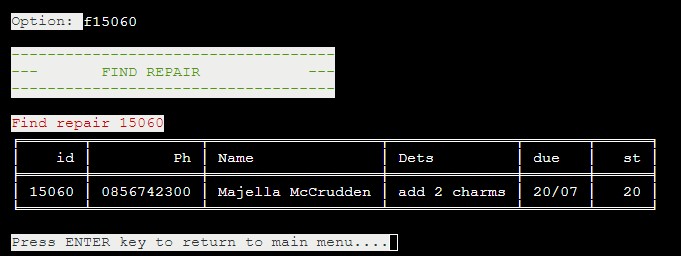 Option: f15060
------------------------------------
---       FIND REPAIR            ---
------------------------------------
Find repair 15060
id Ph Name Dets due st
15060 0856742300 Majella McCrudden add 2 charms 20/07 20
Press ENTER key to return to main menu....